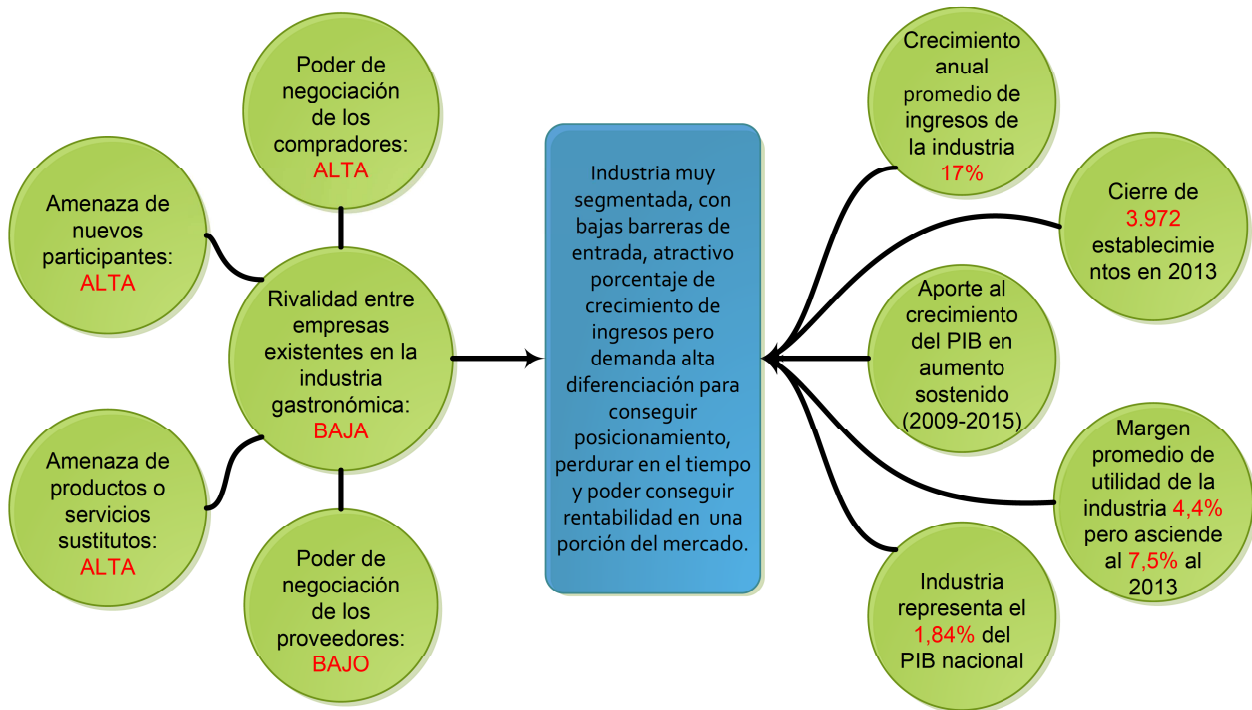 Poder de
negociación
de los
compradores:
ALTA
Amenaza de
nuevos
participantes:
ALTA
Rivalidad entre
empresas
existentes en la
industria
gastronómica:
BAJA
Amenaza de
productos o
servicios
sustitutos:
ALTA
Poder de
negociación
de los
proveedores:
BAJO
Industria muy
segmentada, con
bajas barreras de
entrada, atractivo
porcentaje de
crecimiento de
ingresos pero
demanda alta
diferenciación para
conseguir
posicionamiento,
perdurar en el tiempo
y poder conseguir
rentabilidad en una
porción del mercado.
Crecimiento
anual
promedio de
ingresos de
la industria
17%
Cierre de
3.972
establecimie
ntos en 2013
Aporte al
crecimiento
del PIB en
aumento
sostenido
(2009-2015)
Margen
promedio de
utilidad de la
industria 4,4%
pero asciende
al 7,5% al
2013
Industria
representa el
1,84% del
PIB nacional